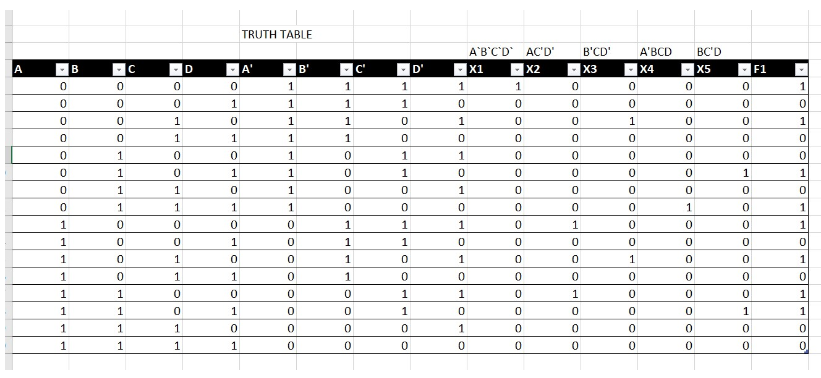 TRUTH TABLE
A`B`C`D` AC'D' B'CD' A'BCD BC'D
A B C D A' B' C' D' X1 X2 X3 X4 X5 F1
0 0 0 0 1 1 1 1 1 0 0 0 0 1
0 0 0 1 1 1 1 0 0 0 0 0 0 0
0 0 1 0 1 1 0 1 0 0 1 0 0 1
0 0 1 1 1 1 0 0 0 0 0 0 0 0
0 1 0 0 1 0 1 1 0 0 0 0 0 0
0 1 0 1 1 0 1 0 0 0 0 0 1 1
0 1 1 0 1 0 0 1 0 0 0 0 0 0
0 1 1 1 1 0 0 0 0 0 0 1 0 1
1 0 0 0 0 1 1 1 0 1 0 0 0 1
1 0 0 1 0 1 1 0 0 0 0 0 0 0
1 0 1 0 0 1 0 1 0 0 1 0 0 1
1 0 1 1 0 1 0 0 0 0 0 0 0 0
1 1 0 0 0 0 1 1 0 1 0 0 0 1
1 1 0 1 0 0 1 0 0 0 0 0 1 1
1 1 1 0 0 0 0 1 0 0 0 0 0 0
1 1 1 1 0 0 0 0 0 0 0 0 0 0